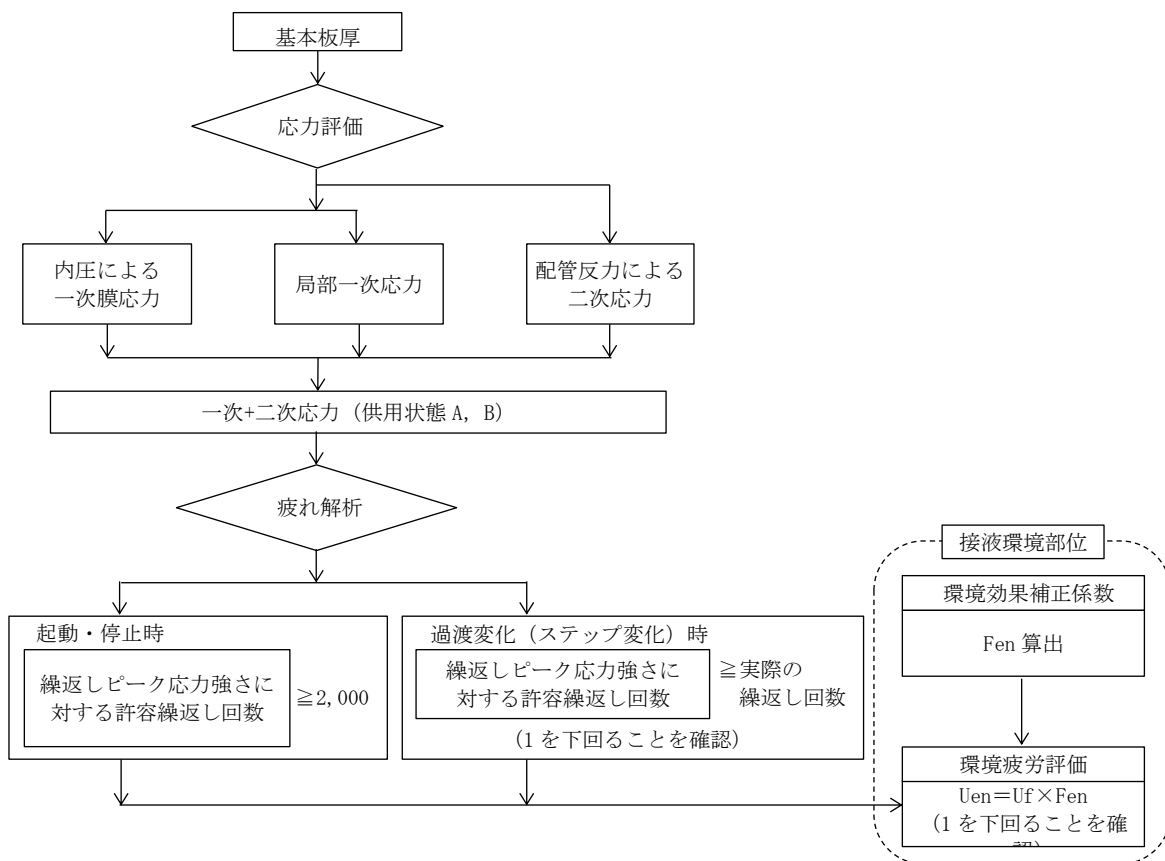 基本板厚
応力評価
内圧による
一次膜応力
局部一次応力
配管反力による
二次応力
一次+二次応力（供用状態 A，B）
疲れ解析
起動・停止時
繰返しピーク応力強さに
対する許容繰返し回数
≧2,000
過渡変化（ステップ変化）時
繰返しピーク応力強さに
対する許容繰返し回数
≧実際の
繰返し回数
（1 を下回ることを確認）
接液環境部位
環境効果補正係数
Fen 算出
環境疲労評価
Uen＝Uf×Fen
（1 を下回ることを確
認）